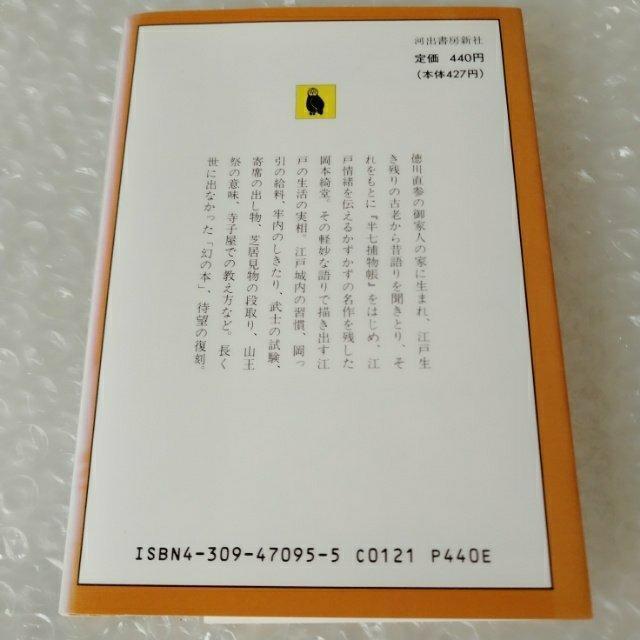 河出書房新社
定価 440円
(本体427円)
徳川直参の御家人の家に生まれ、江戸生
き残りの古老から昔語りを聞きとり、そ
れをもとに『半七捕物帳』をはじめ、江
戸情緒を伝えるかずかずの名作を残した
岡本綺堂。その軽妙な語りで描き出す江
戸の生活の実相。江戸城内の習慣、岡っ
引の給料、牢内のしきたり、武士の試験、
寄席の出し物、芝居見物の段取り、山王
祭の意味、寺子屋での教え方など。長く
世に出なかった「幻の本」、待望の復刻。
ISBN4-309-47095-5 C0121 P440E